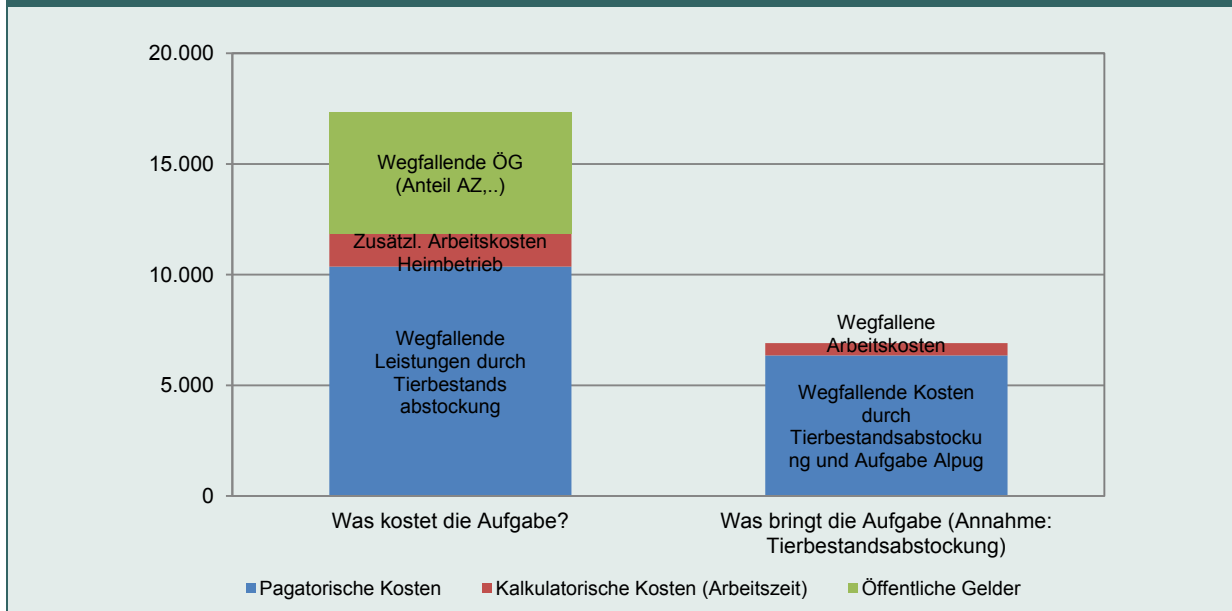 20.000
15.000
10.000
5.000
0
Wegfallende ÖG
(Anteil AZ,..)
Zusätzl. Arbeitskosten
Heimbetrieb
Wegfallende
Leistungen durch
Tierbestands
abstockung
Wegfallene
Arbeitskosten
Wegfallende Kosten
durch
Tierbestandsabstocku
ng und Aufgabe Alpug
Was kostet die Aufgabe?
Was bringt die Aufgabe (Annahme:
Tierbestandsabstockung)
Pagatorische Kosten
Kalkulatorische Kosten (Arbeitszeit)
Öffentliche Gelder